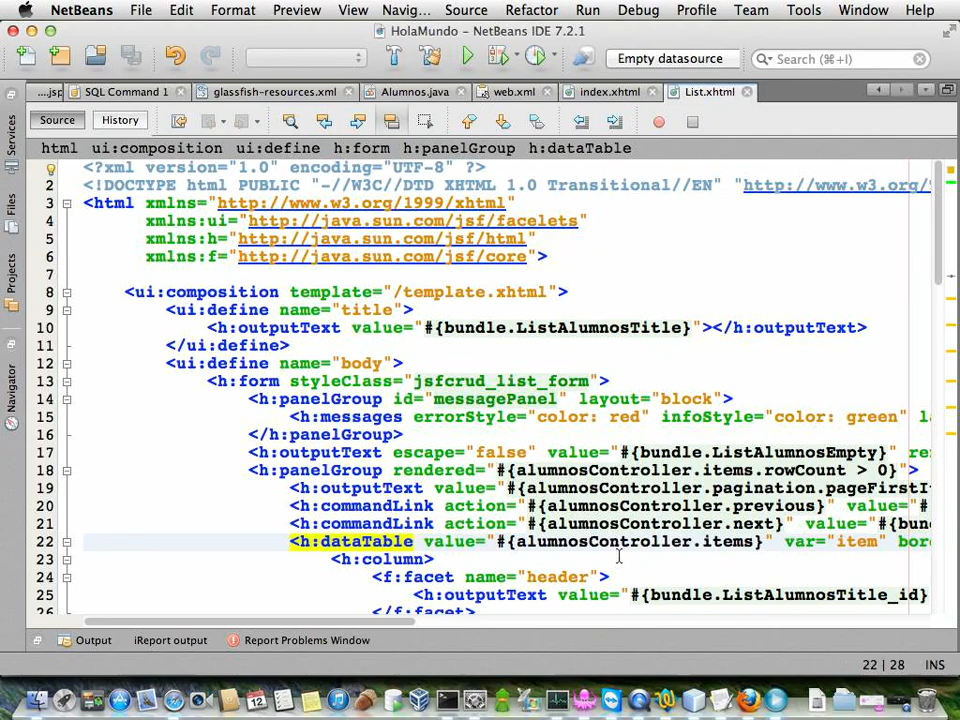 NetBeans File Edit Format Preview View Navig… Source Refactor Run Debug Profile Team Tools Window Help
HolaMundo - NetBeans IDE 7.2.1
Empty datasource
Search (⌘+I)
....jsp SQL Command 1 glassfish-resources.xml Alumnos.java web.xml index.xhtml List.xhtml
Source History
html ui:composition ui:define h:form h:panelGroup h:dataTable
Services
Files
Projects
Navigator
<?xml version="1.0" encoding="UTF-8" ?>
2 <!DOCTYPE html PUBLIC "-//W3C//DTD XHTML 1.0 Transitional//EN" "http://www.w3.org/
3 <html xmlns="http://www.w3.org/1999/xhtml"
4 xmlns:ui="http://java.sun.com/jsf/facelets"
5 xmlns:h="http://java.sun.com/jsf/html"
6 xmlns:f="http://java.sun.com/jsf/core">
7
8 <ui:composition template="/template.xhtml">
9 <ui:define name="title">
10 <h:outputText value="#{bundle.ListAlumnosTitle}"></h:outputText>
11 </ui:define>
12 <ui:define name="body">
13 <h:form styleClass="jsfcrud_list_form">
14 <h:panelGroup id="messagePanel" layout="block">
15 <h:messages errorStyle="color: red" infoStyle="color: green" la
16 </h:panelGroup>
17 <h:outputText escape="false" value="#{bundle.ListAlumnosEmpty}" re
18 <h:panelGroup rendered="#{alumnosController.items.rowCount > 0}">
19 <h:outputText value="#{alumnosController.pagination.pageFirstI
20 <h:commandLink action="#{alumnosController.previous}" value="#
21 <h:commandLink action="#{alumnosController.next}" value="#{bun
22 <h:dataTable value="#{alumnosController.items}" var="item" bor
23 <h:column>
24 <f:facet name="header">
25 <h:outputText value="#{bundle.ListAlumnosTitle_id}
26 </f:facet>
Output iReport output Report Problems Window
22 | 28 INS